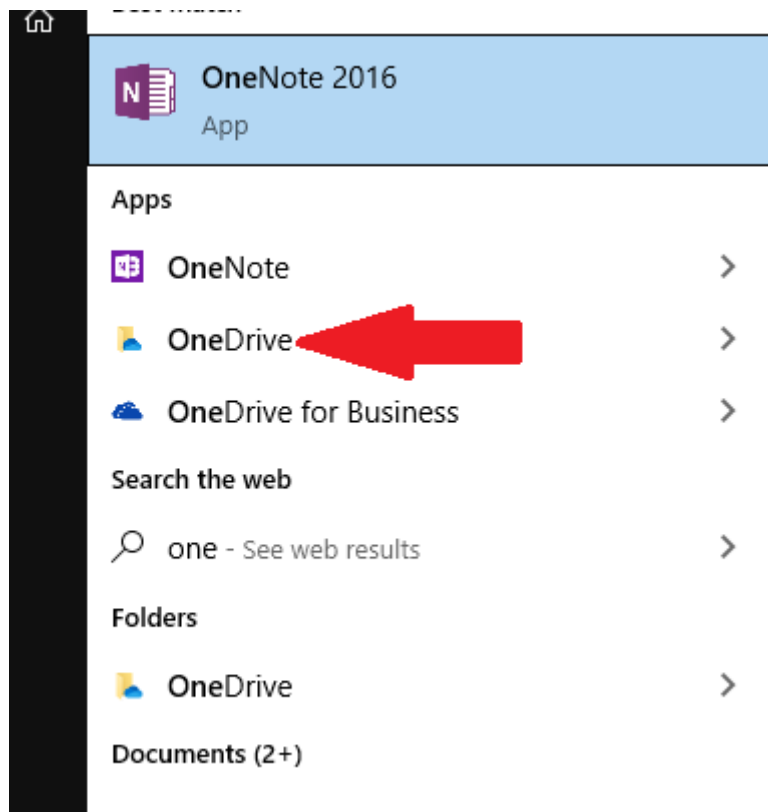 OneNote 2016
App
Apps
OneNote
OneDrive
OneDrive for Business
Search the web
one - See web results
Folders
OneDrive
Documents (2+)